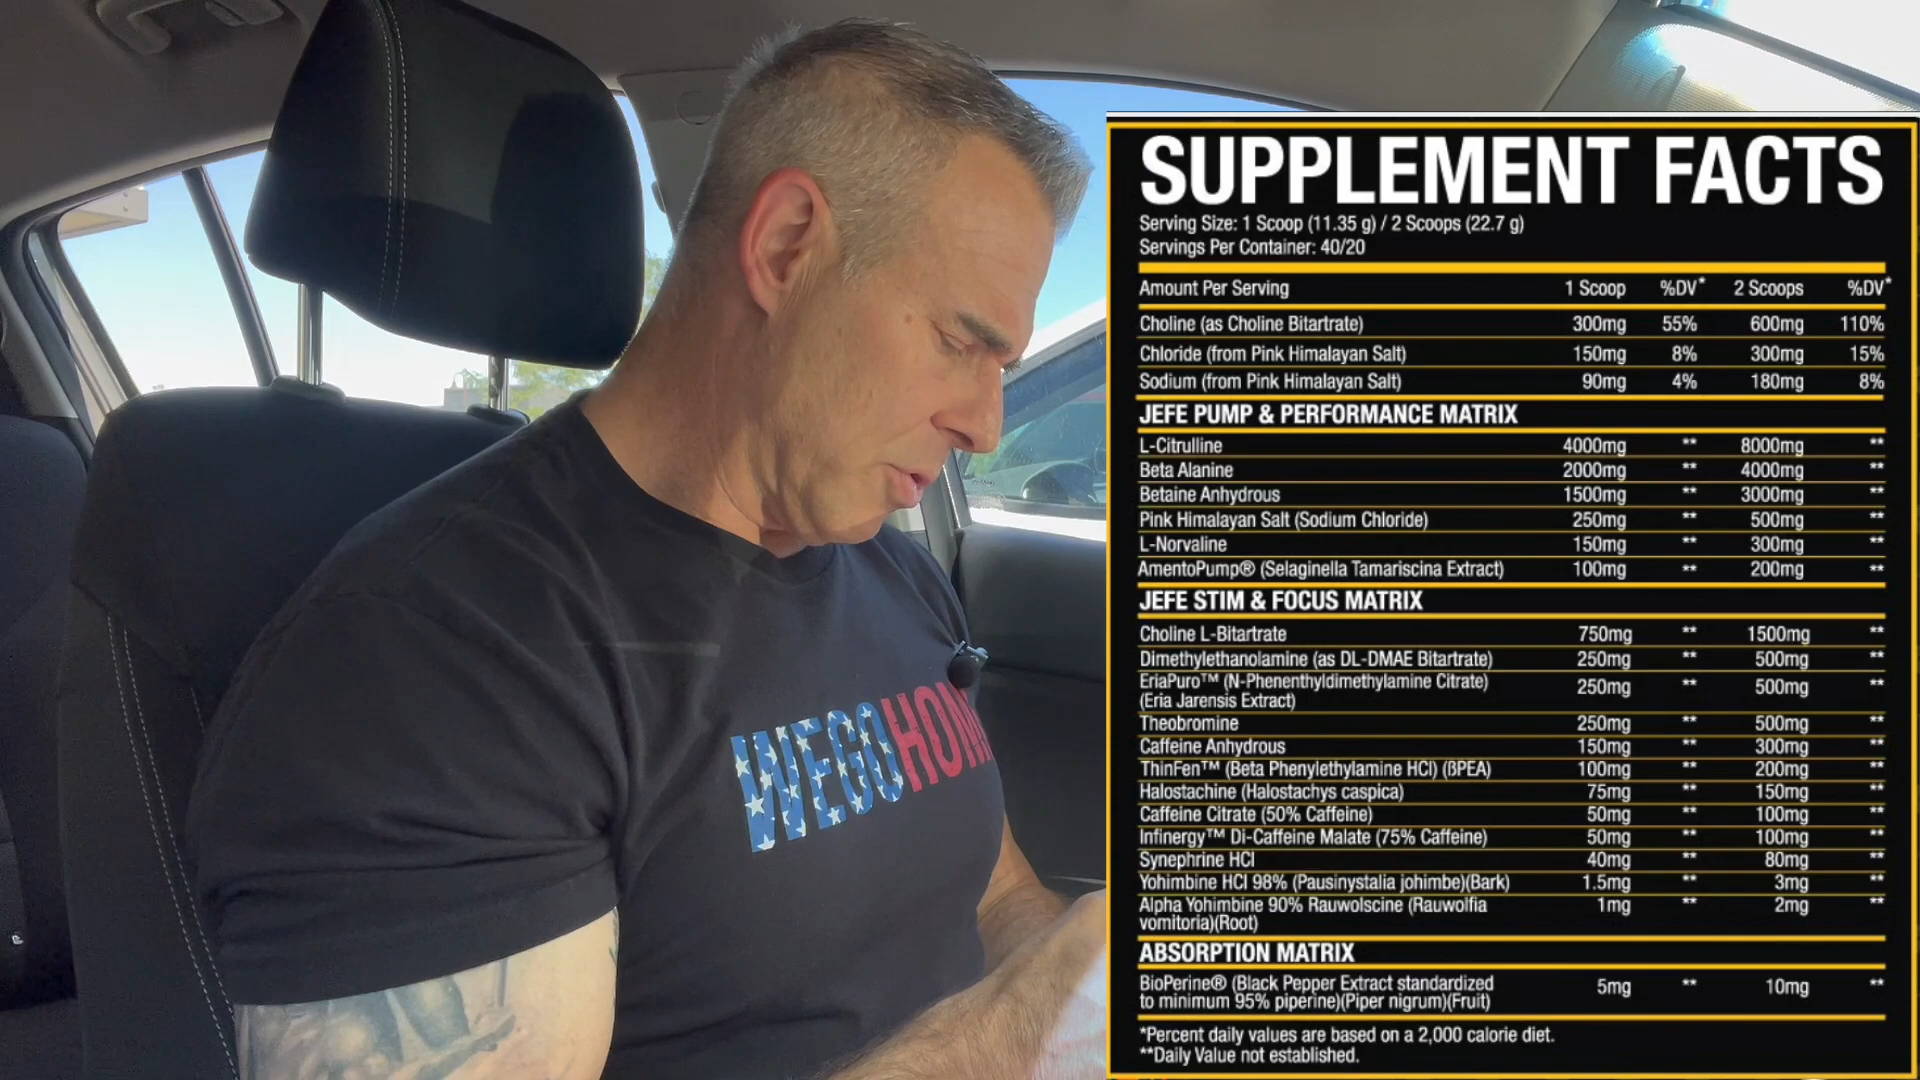 WEGOHOM
SUPPLEMENT FACTS
Serving Size: 1 Scoop (11.35 g) / 2 Scoops (22.7 g)
Servings Per Container: 40/20
Amount Per Serving 1 Scoop %DV* 2 Scoops %DV*
Choline (as Choline Bitartrate) 300mg 55% 600mg 110%
Chloride (from Pink Himalayan Salt) 150mg 8% 300mg 15%
Sodium (from Pink Himalayan Salt) 90mg 4% 180mg 8%
JEFE PUMP & PERFORMANCE MATRIX
L-Citrulline 4000mg ** 8000mg **
Beta Alanine 2000mg ** 4000mg **
Betaine Anhydrous 1500mg ** 3000mg **
Pink Himalayan Salt (Sodium Chloride) 250mg ** 500mg **
L-Norvaline 150mg ** 300mg **
AmentoPump® (Selaginella Tamariscina Extract) 100mg ** 200mg **
JEFE STIM & FOCUS MATRIX
Choline L-Bitartrate 750mg ** 1500mg **
Dimethylethanolamine (as DL-DMAE Bitartrate) 250mg ** 500mg **
EriaPuro™ (N-Phenenthyldimethylamine Citrate)
(Eria Jarensis Extract) 250mg ** 500mg **
Theobromine 250mg ** 500mg **
Caffeine Anhydrous 150mg ** 300mg **
ThinFen™ (Beta Phenylethylamine HCl) (ßPEA) 100mg ** 200mg **
Halostachine (Halostachys caspica) 75mg ** 150mg **
Caffeine Citrate (50% Caffeine) 50mg ** 100mg **
Infinergy™ Di-Caffeine Malate (75% Caffeine) 50mg ** 100mg **
Synephrine HCl 40mg ** 80mg **
Yohimbine HCl 98% (Pausinystalia johimbe)(Bark) 1.5mg ** 3mg **
Alpha Yohimbine 90% Rauwolscine (Rauwolfia 1mg ** 2mg **
vomitoria)(Root)
ABSORPTION MATRIX
BioPerine® (Black Pepper Extract standardized 5mg ** 10mg **
to minimum 95% piperine)(Piper nigrum)(Fruit)
*Percent daily values are based on a 2,000 calorie diet.
**Daily Value not established.